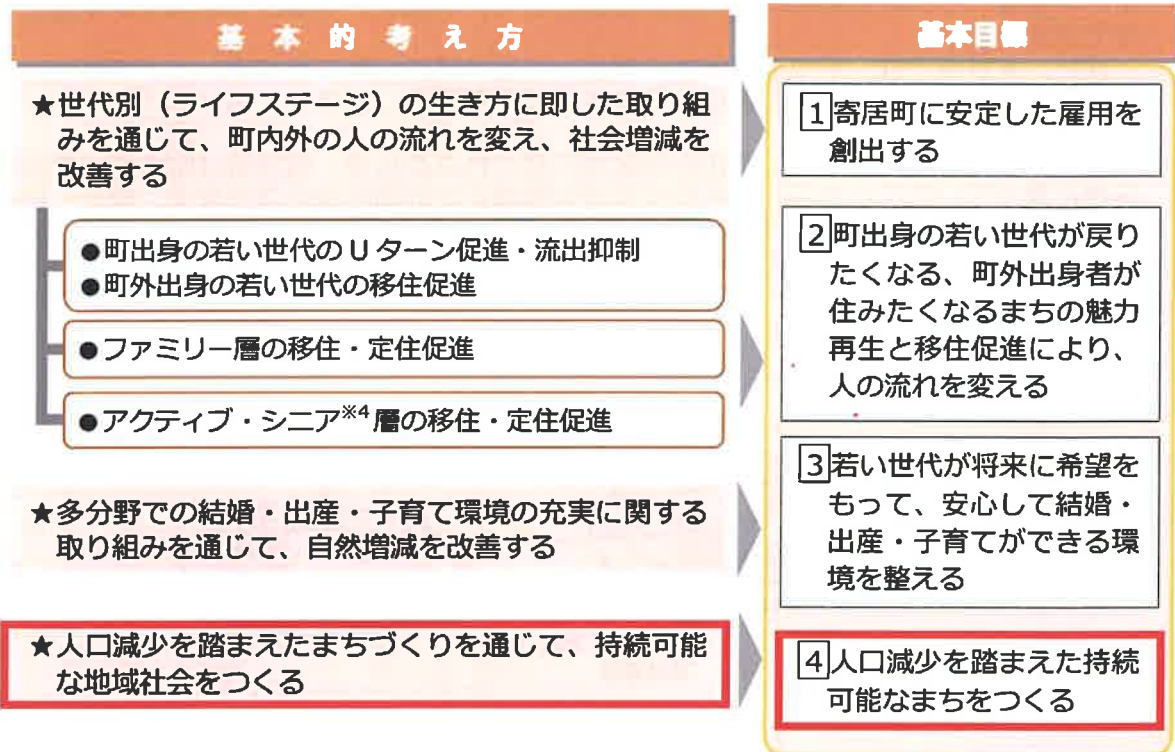 基本的考え方
★世代別（ライフステージ）の生き方に即した取り組
みを通じて、町内外の人の流れを変え、社会増減を
改善する
●町出身の若い世代のUターン促進・流出抑制
●町外出身の若い世代の移住促進
●ファミリー層の移住・定住促進
●アクティブ・シニア※4層の移住・定住促進
★多分野での結婚・出産・子育て環境の充実に関する
取り組みを通じて、自然増減を改善する
★人口減少を踏まえたまちづくりを通じて、持続可能
な地域社会をつくる
基本目標
1寄居町に安定した雇用を
創出する
2町出身の若い世代が戻り
たくなる、町外出身者が
住みたくなるまちの魅力
再生と移住促進により、
人の流れを変える
3若い世代が将来に希望を
もって、安心して結婚・
出産・子育てができる環
境を整える
4人口減少を踏まえた持続
可能なまちをつくる